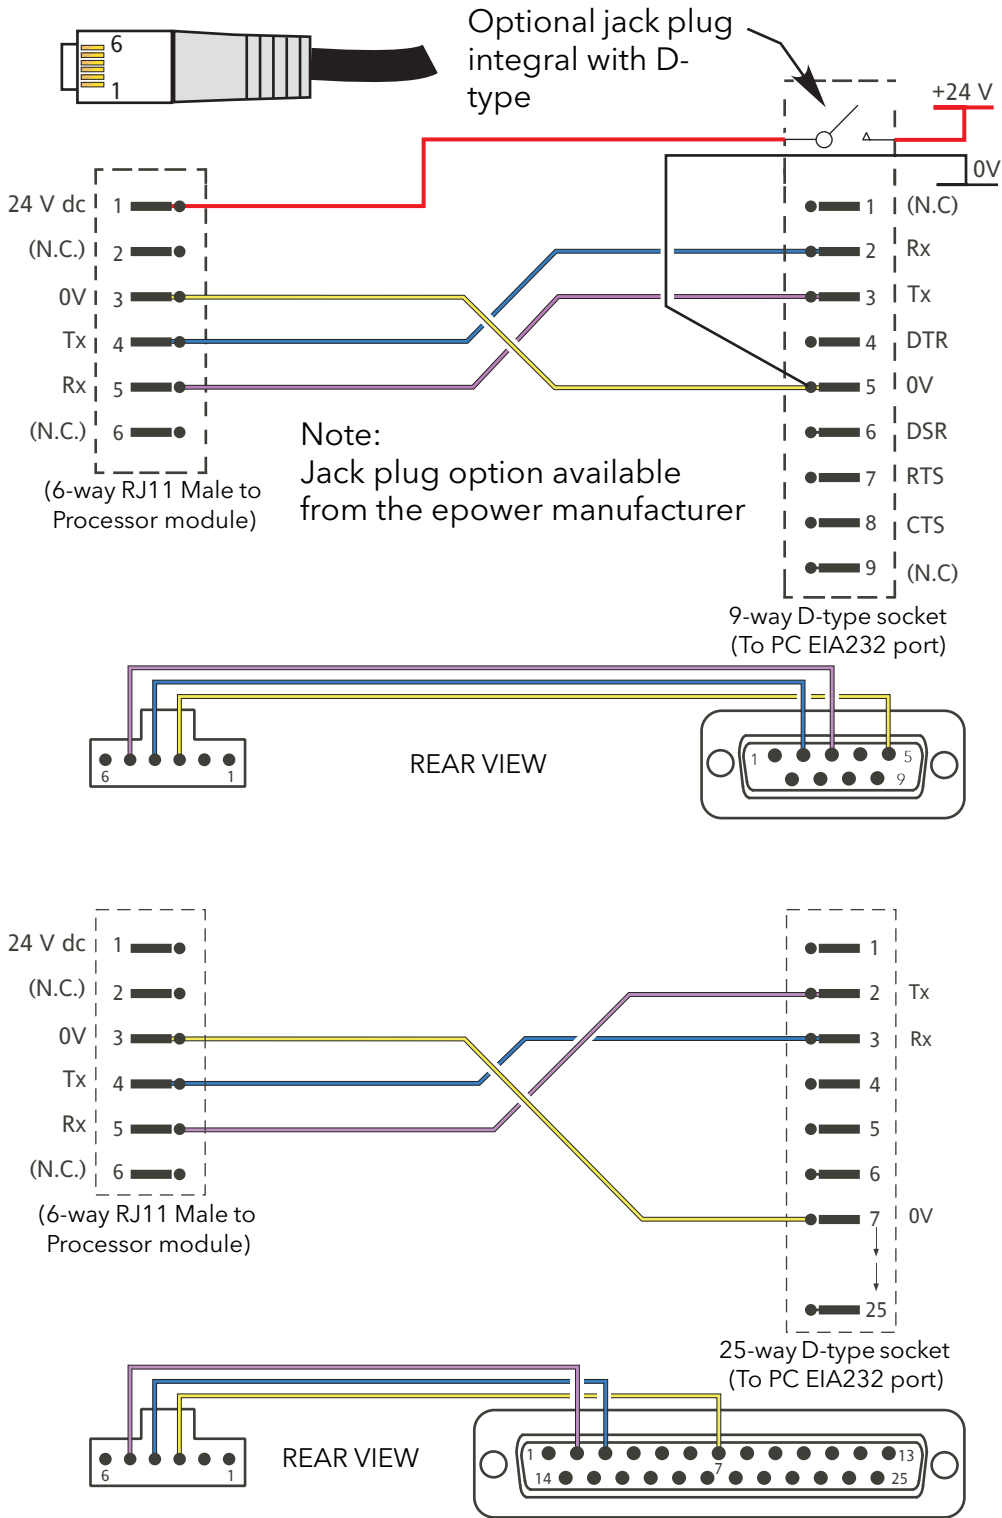 6
1
Optional jack plug
integral with D-
type
+24 V
0V
24 V dc 1
(N.C.) 2
0V 3
Tx 4
Rx 5
(N.C.) 6
(6-way RJ11 Male to
Processor module)
1 (N.C)
2 Rx
3 Tx
4 DTR
5 0V
6 DSR
7 RTS
8 CTS
9 (N.C)
9-way D-type socket
(To PC EIA232 port)
Note:
Jack plug option available
from the epower manufacturer
6 1
REAR VIEW
1 5
9
24 V dc 1
(N.C.) 2
0V 3
Tx 4
Rx 5
(N.C.) 6
(6-way RJ11 Male to
Processor module)
1
2 Tx
3 Rx
4
5
6
7 0V
25
25-way D-type socket
(To PC EIA232 port)
6 1
REAR VIEW
1 13
7
14 25